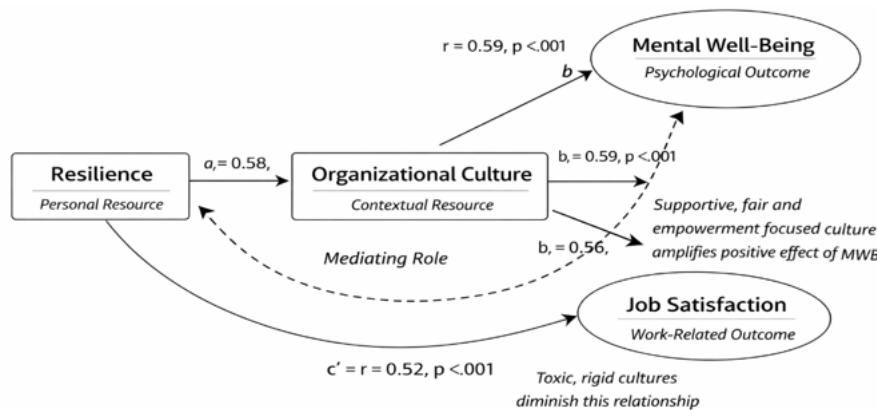 r = 0.59, p <.001
b
Mental Well-Being
Psychological Outcome
Resilience
Personal Resource
a, = 0.58,
Organizational Culture
Contextual Resource
b, = 0.59, p <.001
Supportive, fair and
empowerment focused culture
amplifies positive effect of MWB
b, = 0.56,
Mediating Role
Job Satisfaction
Work-Related Outcome
c' = r = 0.52, p <.001
Toxic, rigid cultures
diminish this relationship